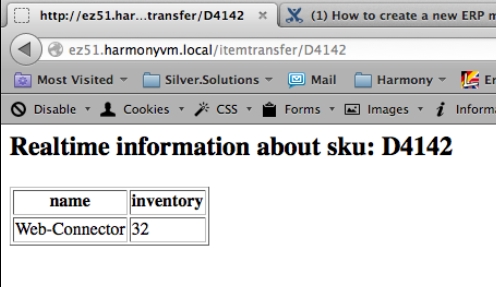 http://ez51.har...transfer/D4142 × (1) How to create a new ERP m
ez51.harmonyvm.local/itemtransfer/D4142
Most Visited Silver.Solutions Mail Harmony Er
Disable Cookies CSS Forms Images Inform
Realtime information about sku: D4142
name inventory
Web-Connector 32